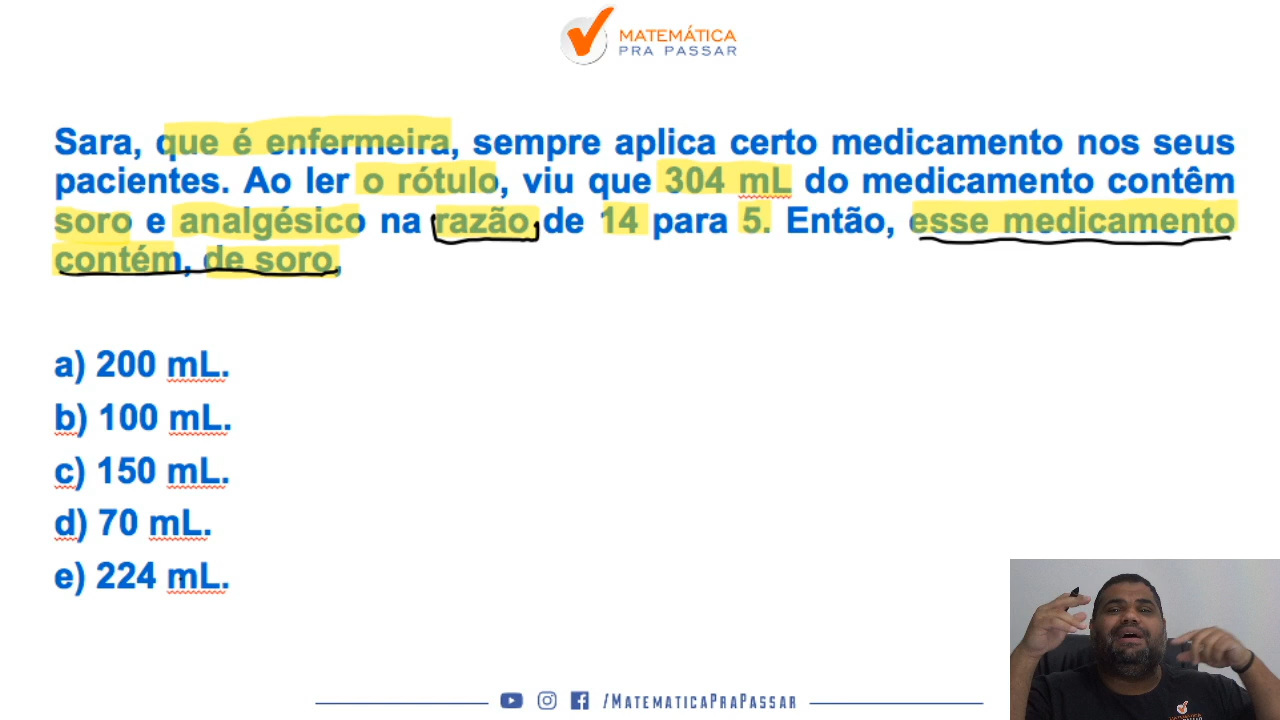 MATEMÁTICA
PRA PASSAR
Sara, que é enfermeira, sempre aplica certo medicamento nos seus
pacientes. Ao ler o rótulo, viu que 304 mL do medicamento contêm
soro e analgésico na razão de 14 para 5. Então, esse medicamento
contém, de soro,
a) 200 mL.
b) 100 mL.
c) 150 mL.
d) 70 mL.
e) 224 mL.
/MATEMATICAPRAPASSAR